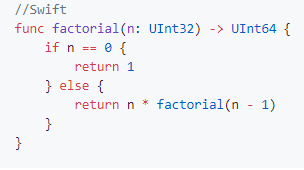 //Swift
func factorial(n: UInt32) -> UInt64 {
    if n == 0 {
        return 1
    } else {
        return n * factorial(n - 1)
    }
}